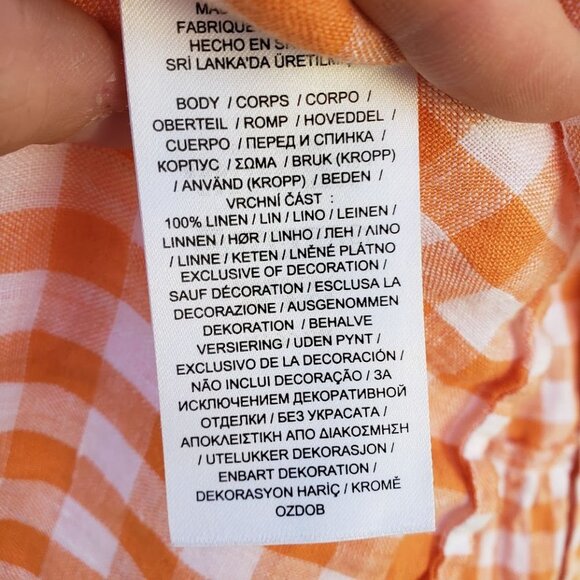 FABRIQUÉ
HECHO EN SRİ
SRİ LANKA'DA ÜRETİLMİ
BODY / CORPS / CORPO /
OBERTEIL / ROMP / HOVEDDEL /
CUERPO / ПЕРЕД И СПИНКА /
КОРПУС / ΣΩΜΑ / BRUK (KROPP)
/ ANVÄND (KROPP) / BEDEN /
VRCHNÍ ČÁST :
100% LINEN / LIN / LINO / LEINEN /
LINNEN / HØR / LINHO / ЛЕН / ΛΙΝΟ
/ LINNE / KETEN / LNĚNÉ PLÁTNO
EXCLUSIVE OF DECORATION /
SAUF DÉCORATION / ESCLUSA LA
DECORAZIONE / AUSGENOMMEN
DEKORATION / BEHALVE
VERSIERING / UDEN PYNT /
EXCLUSIVO DE LA DECORACIÓN /
NÃO INCLUI DECORAÇÃO / ЗА
ИСКЛЮЧЕНИЕМ ДЕКОРАТИВНОЙ
ОТДЕЛКИ / БЕЗ УКРАСАТА /
ΑΠΟΚΛΕΙΣΤΙΚΗ ΑΠΟ ΔΙΑΚΟΣΜΗΣΗ
/ UTELUKKER DEKORASJON /
ENBART DEKORATION /
DEKORASYON HARİÇ / KROMĚ
OZDOB